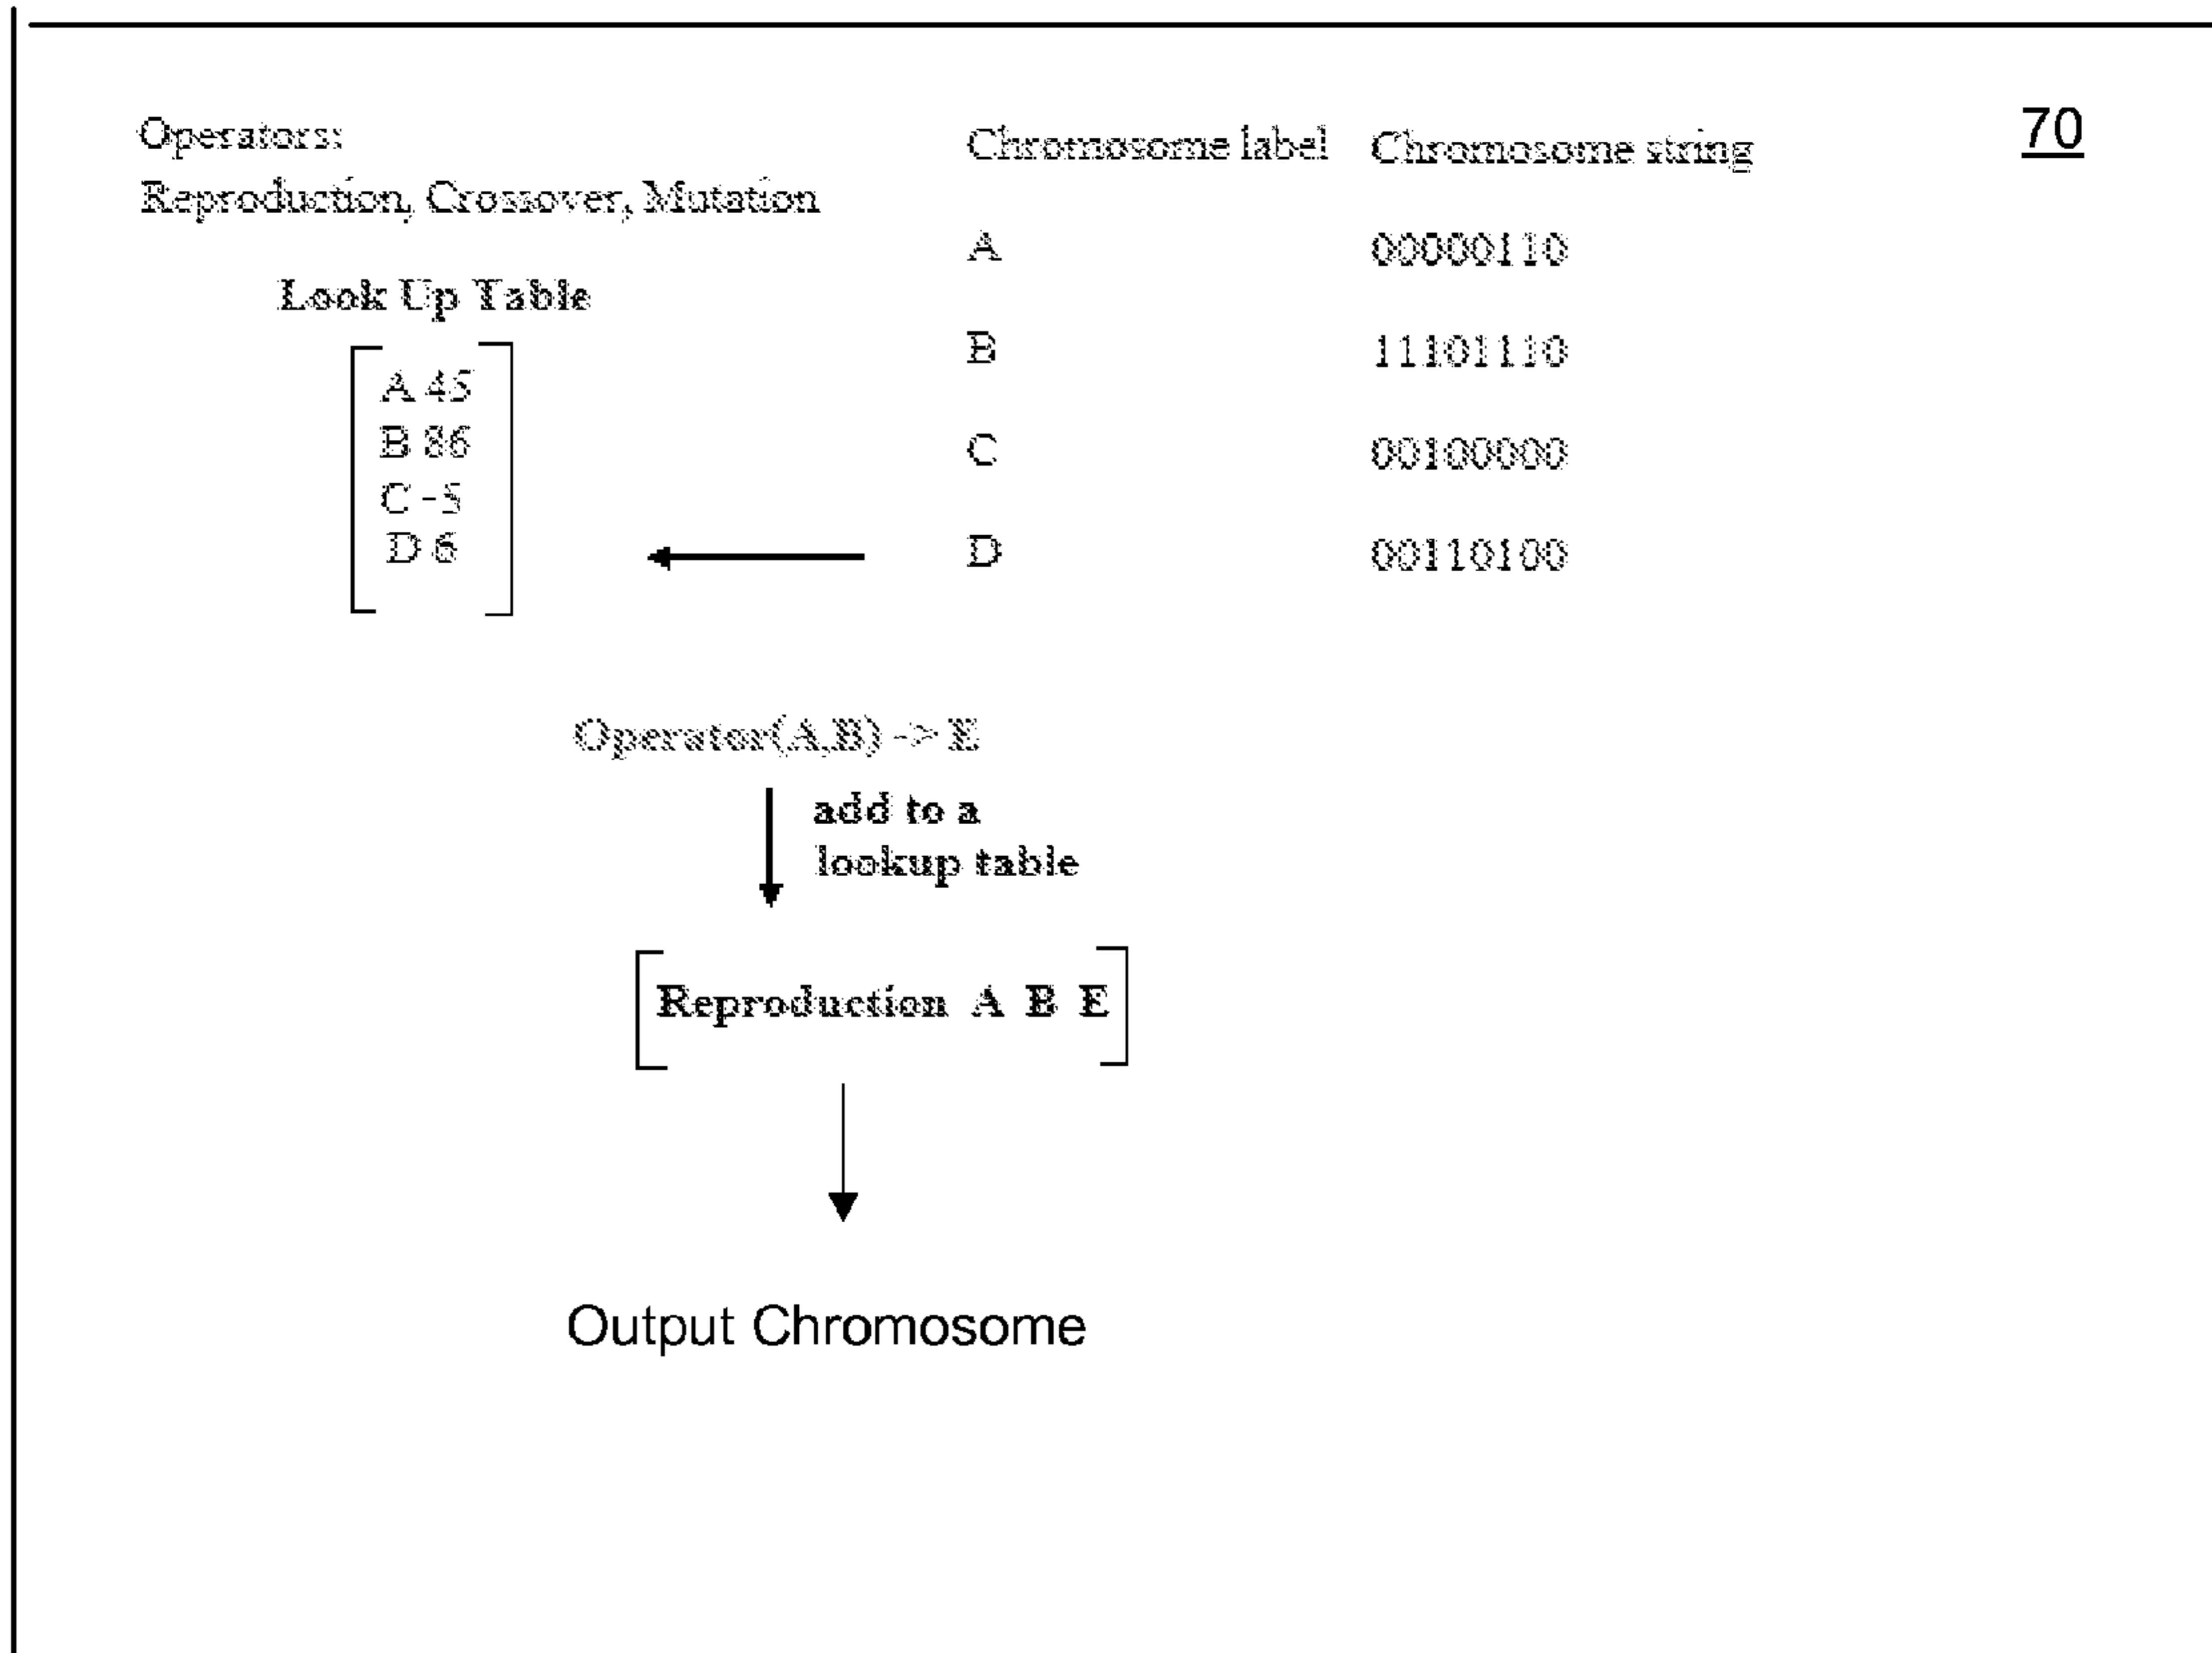 70
Operators:
Reproduction, Crossover, Mutation
Look Up Table
A 45
B 86
C -5
D 6
Chromosome label Chromosome string
A 00000110
B 11101110
C 00100000
D 00110100
Operator(A,B) -> E
add to a
lookup table
Reproduction A B E
Output Chromosome